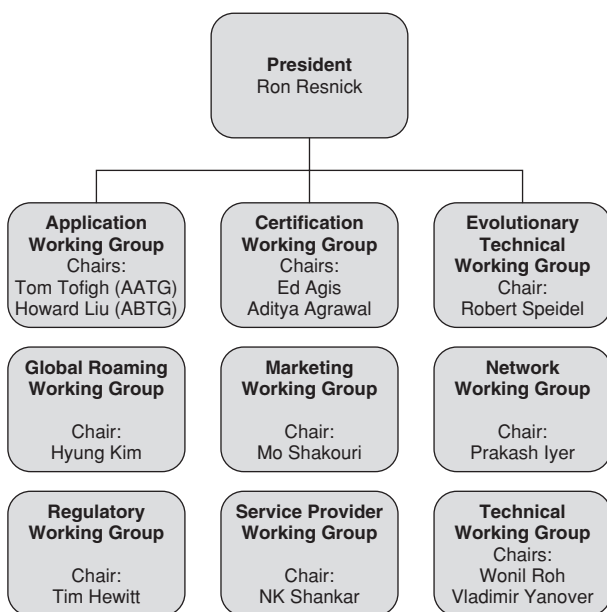 President
Ron Resnick
Application
Working Group
Chairs:
Tom Tofigh (AATG)
Howard Liu (ABTG)
Certification
Working Group
Chairs:
Ed Agis
Aditya Agrawal
Evolutionary
Technical
Working Group
Chair:
Robert Speidel
Global Roaming
Working Group
Chair:
Hyung Kim
Marketing
Working Group
Chair:
Mo Shakouri
Network
Working Group
Chair:
Prakash Iyer
Regulatory
Working Group
Chair:
Tim Hewitt
Service Provider
Working Group
Chair:
NK Shankar
Technical
Working Group
Chairs:
Wonil Roh
Vladimir Yanover